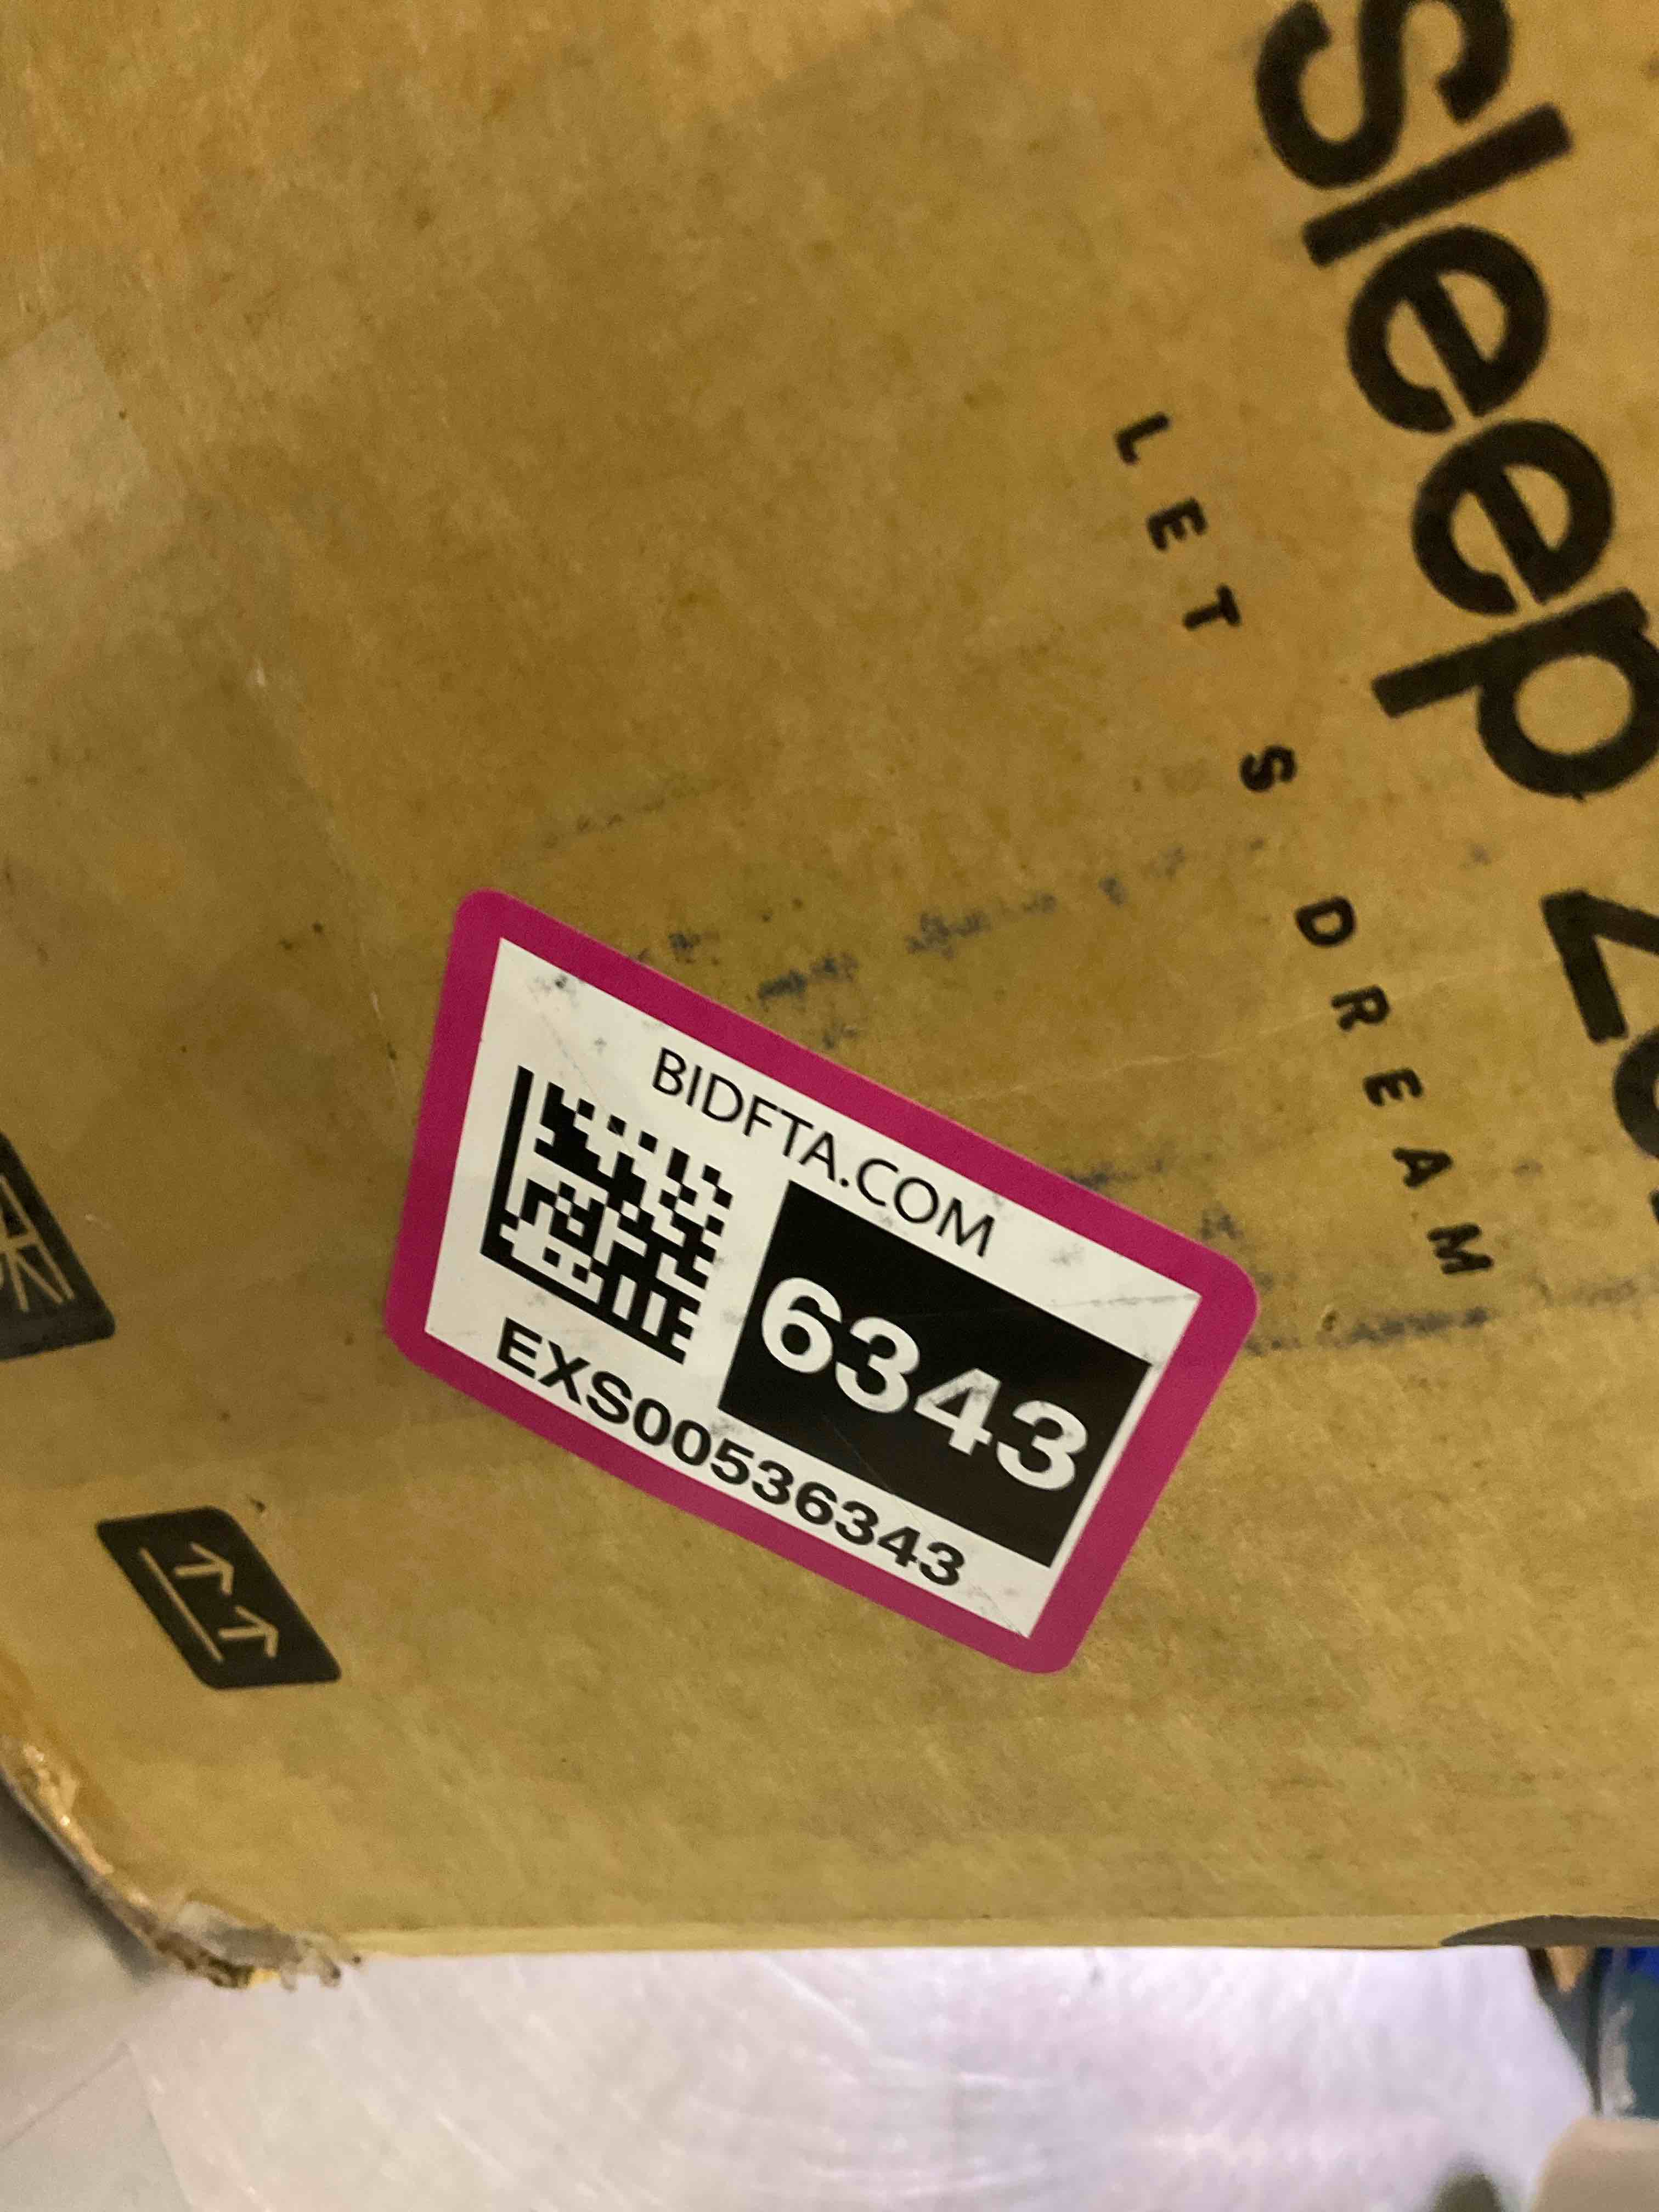 Sleep
LET S DREAM
BIDFTA.COM
6343
EXS00536343